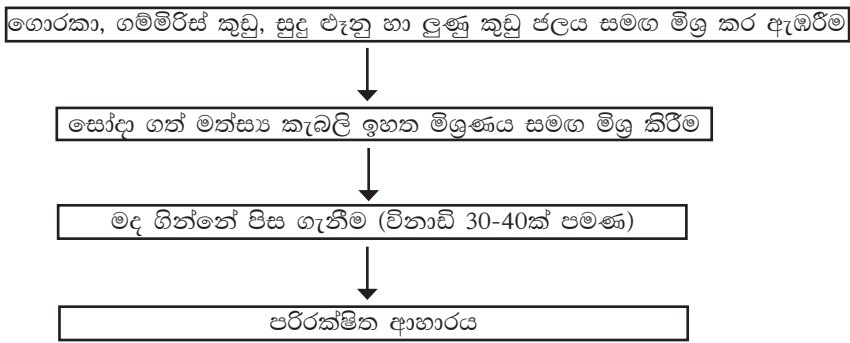 ගොරකා, ගම්මිරිස් කුඩු, සුදු ළූනු හා ලුණු කුඩු ජලය සමඟ මිශ්‍ර කර ඇඹරීම
සෝදා ගත් මත්ස්‍ය කැබලි ඉහත මිශ්‍රණය සමඟ මිශ්‍ර කිරීම
මද ගින්නේ පිස ගැනීම (විනාඩි 30-40ක් පමණ)
පරිරක්ෂිත ආහාරය